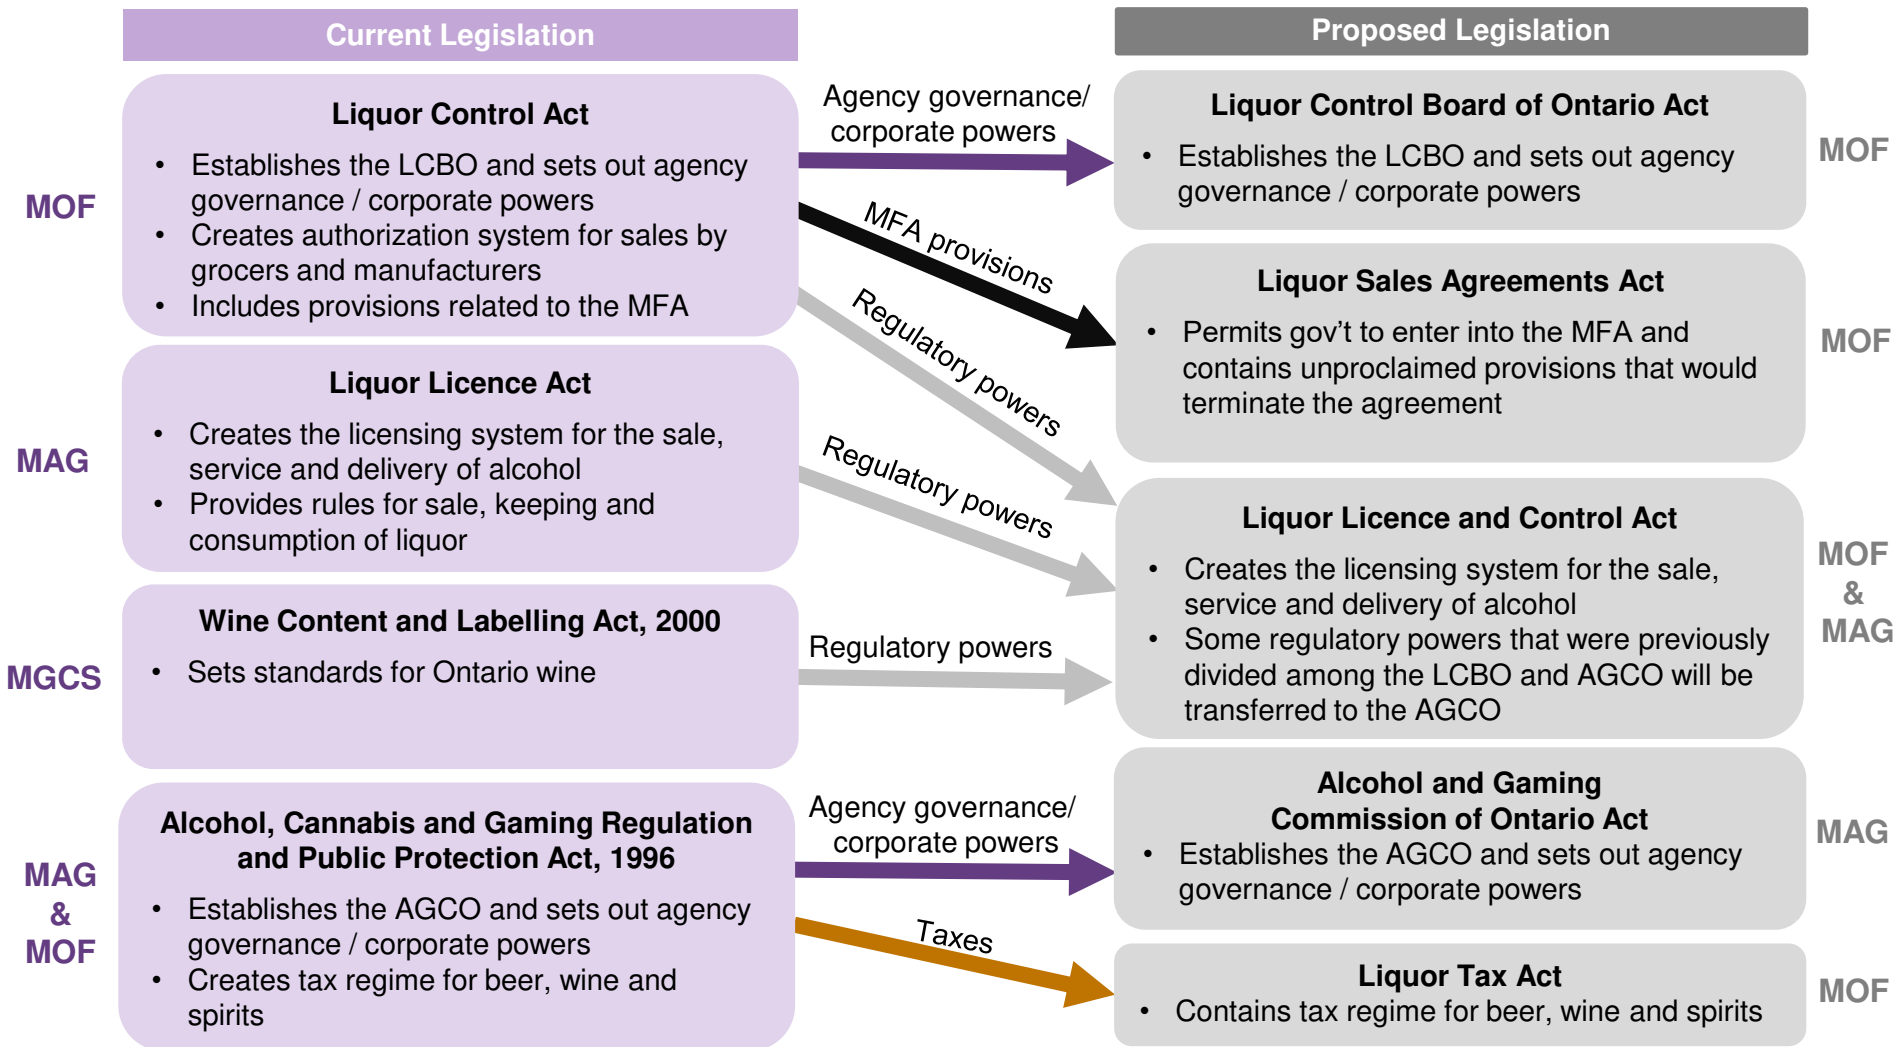 Current Legislation
Proposed Legislation
MOF
Liquor Control Act
• Establishes the LCBO and sets out agency
governance / corporate powers
• Creates authorization system for sales by
grocers and manufacturers
• Includes provisions related to the MFA
MAG
Liquor Licence Act
• Creates the licensing system for the sale,
service and delivery of alcohol
• Provides rules for sale, keeping and
consumption of liquor
MGCS
Wine Content and Labelling Act, 2000
• Sets standards for Ontario wine
MAG
&
MOF
Alcohol, Cannabis and Gaming Regulation
and Public Protection Act, 1996
• Establishes the AGCO and sets out agency
governance / corporate powers
• Creates tax regime for beer, wine and
spirits
Agency governance/
corporate powers
MFA provisions
Regulatory powers
Regulatory powers
Regulatory powers
Agency governance/
corporate powers
Taxes
Liquor Control Board of Ontario Act
• Establishes the LCBO and sets out agency
governance / corporate powers
MOF
Liquor Sales Agreements Act
• Permits gov't to enter into the MFA and
contains unproclaimed provisions that would
terminate the agreement
MOF
Liquor Licence and Control Act
• Creates the licensing system for the sale,
service and delivery of alcohol
• Some regulatory powers that were previously
divided among the LCBO and AGCO will be
transferred to the AGCO
MOF
&
MAG
Alcohol and Gaming
Commission of Ontario Act
• Establishes the AGCO and sets out agency
governance / corporate powers
MAG
Liquor Tax Act
• Contains tax regime for beer, wine and spirits
MOF